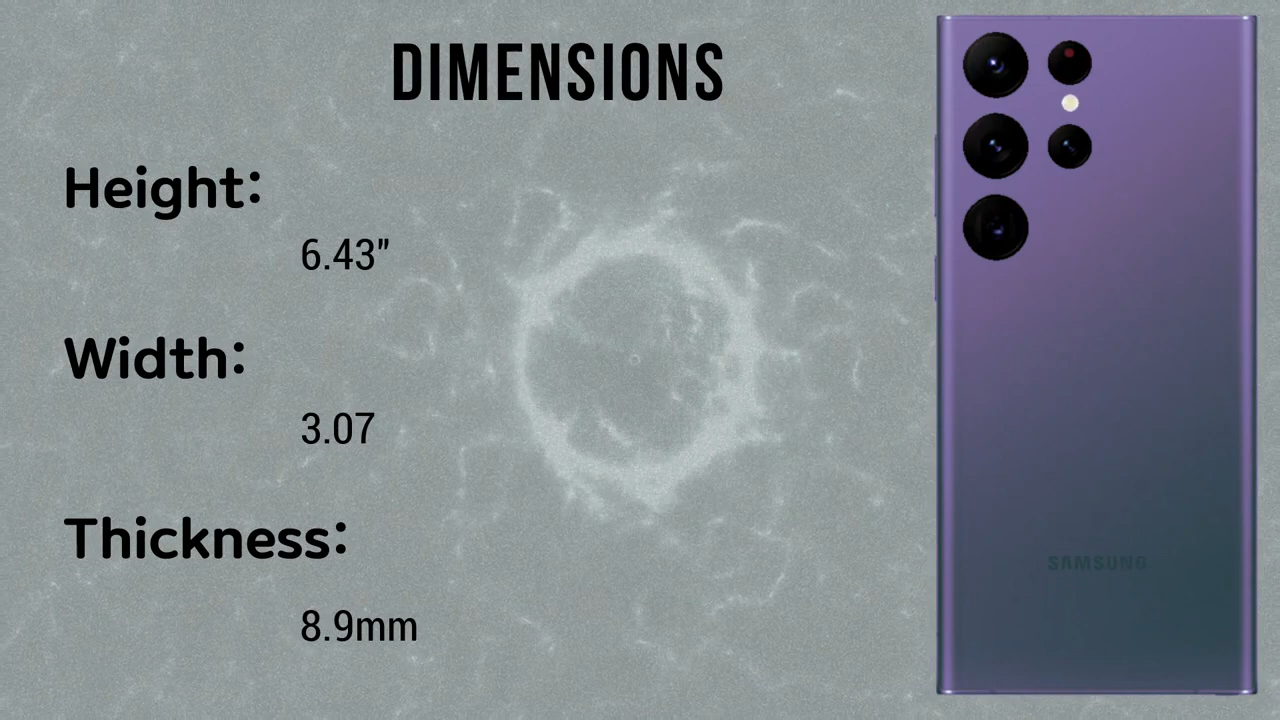 DIMENSIONS
Height:
6.43"
Width:
3.07
Thickness:
8.9mm
SAMSUNG